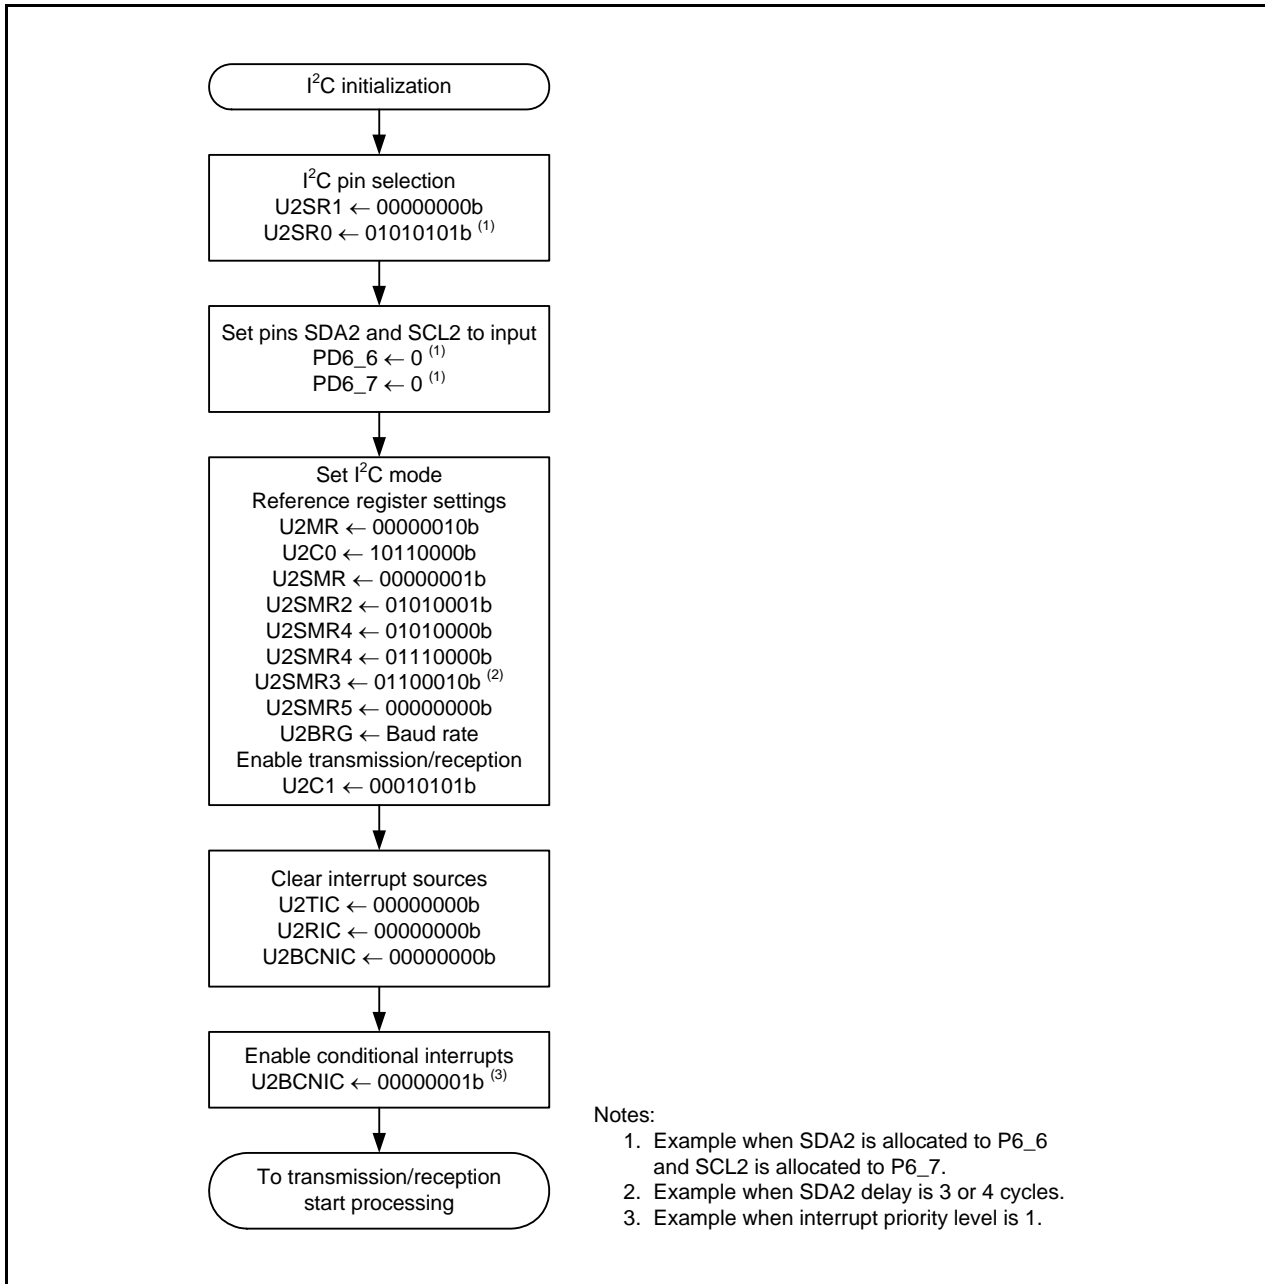 I²C initialization
I²C pin selection
U2SR1 ← 00000000b
U2SR0 ← 01010101b (1)
Set pins SDA2 and SCL2 to input
PD6_6 ← 0 (1)
PD6_7 ← 0 (1)
Set I²C mode
Reference register settings
U2MR ← 00000010b
U2C0 ← 10110000b
U2SMR ← 00000001b
U2SMR2 ← 01010001b
U2SMR4 ← 01010000b
U2SMR4 ← 01110000b
U2SMR3 ← 01100010b (2)
U2SMR5 ← 00000000b
U2BRG ← Baud rate
Enable transmission/reception
U2C1 ← 00010101b
Clear interrupt sources
U2TIC ← 00000000b
U2RIC ← 00000000b
U2BCNIC ← 00000000b
Enable conditional interrupts
U2BCNIC ← 00000001b (3)
To transmission/reception
start processing
Notes:
1. Example when SDA2 is allocated to P6_6
and SCL2 is allocated to P6_7.
2. Example when SDA2 delay is 3 or 4 cycles.
3. Example when interrupt priority level is 1.